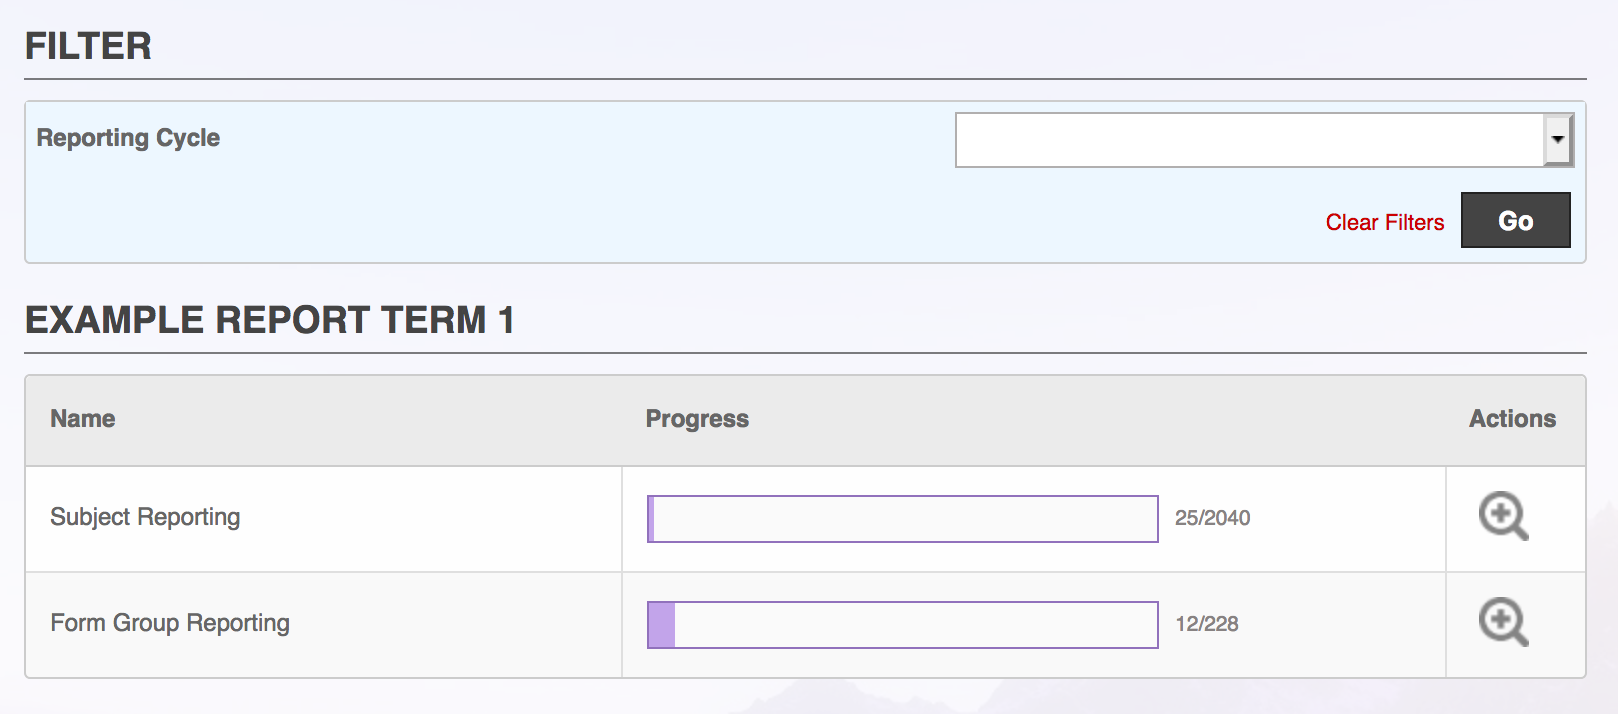 FILTER
Reporting Cycle
Clear Filters Go
EXAMPLE REPORT TERM 1
Name Progress Actions
Subject Reporting 25/2040
Form Group Reporting 12/228